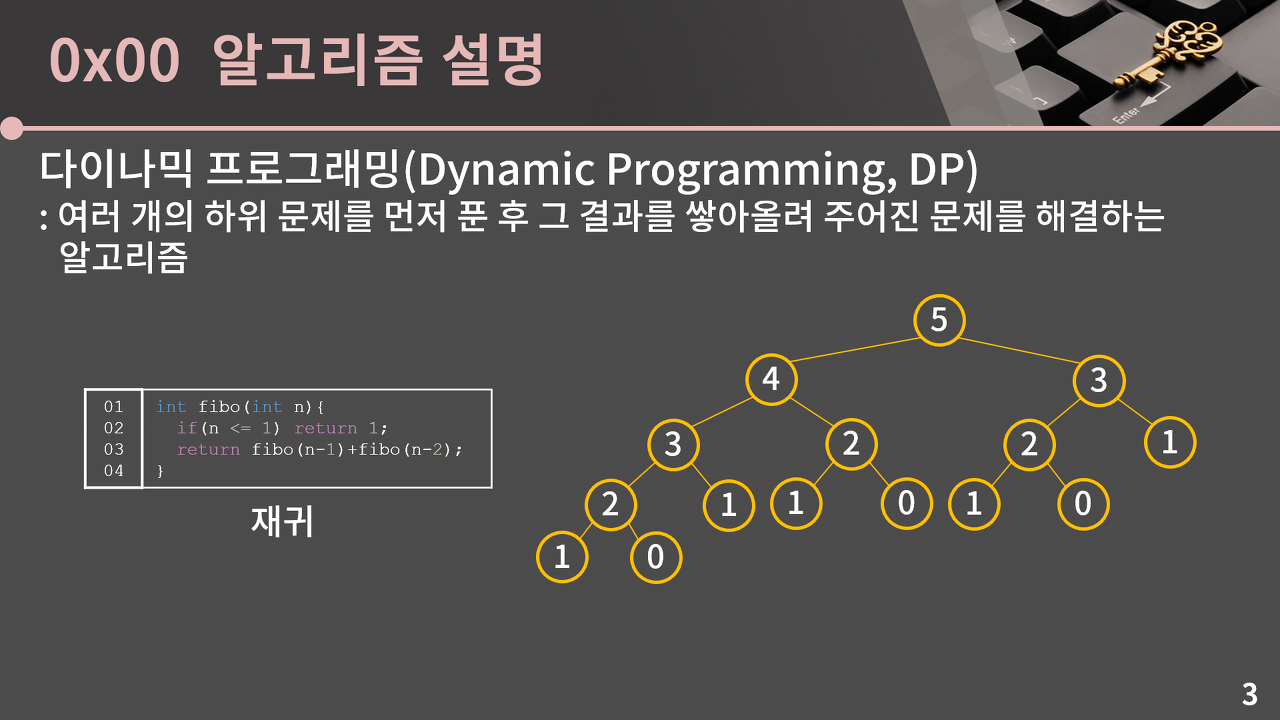 0x00 알고리즘 설명
Enter
다이나믹 프로그래밍(Dynamic Programming, DP)
: 여러 개의 하위 문제를 먼저 푼 후 그 결과를 쌓아올려 주어진 문제를 해결하는
알고리즘
01 int fibo(int n){
02 if(n <= 1) return 1;
03 return fibo(n-1)+fibo(n-2);
04 }
재귀
5
4 3
3 2 2 1
2 1 1 0 1 0
1 0
3